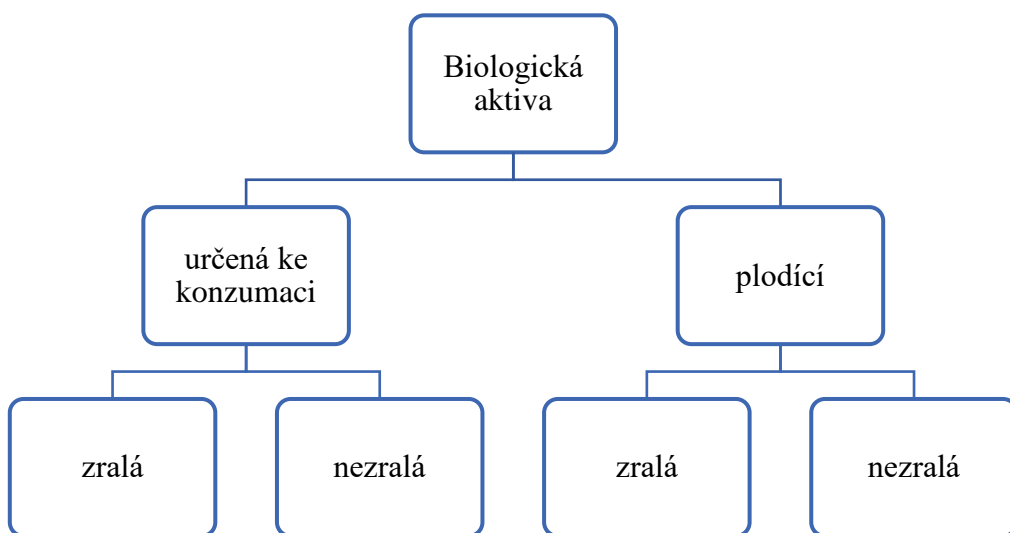 Biologická
aktiva
určená ke
konzumaci
plodící
zralá
nezralá
zralá
nezralá